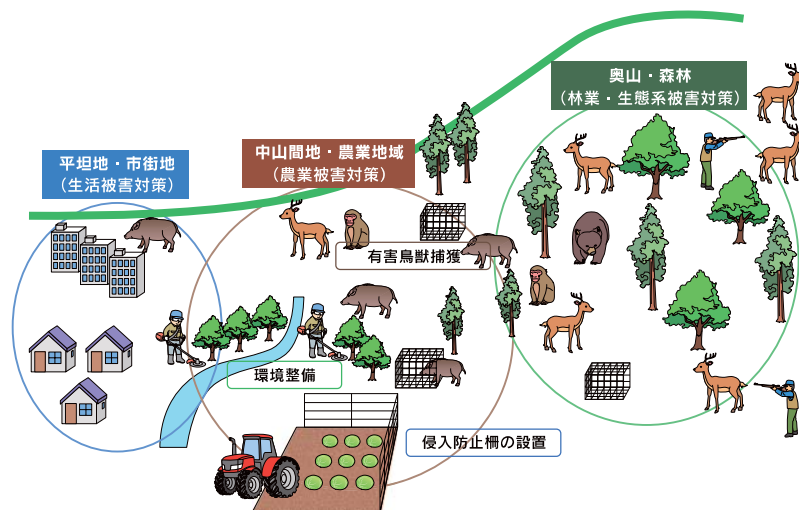 奥山・森林
（林業・生態系被害対策）
中山間地・農業地域
（農業被害対策）
平坦地・市街地
（生活被害対策）
有害鳥獣捕獲
環境整備
侵入防止柵の設置